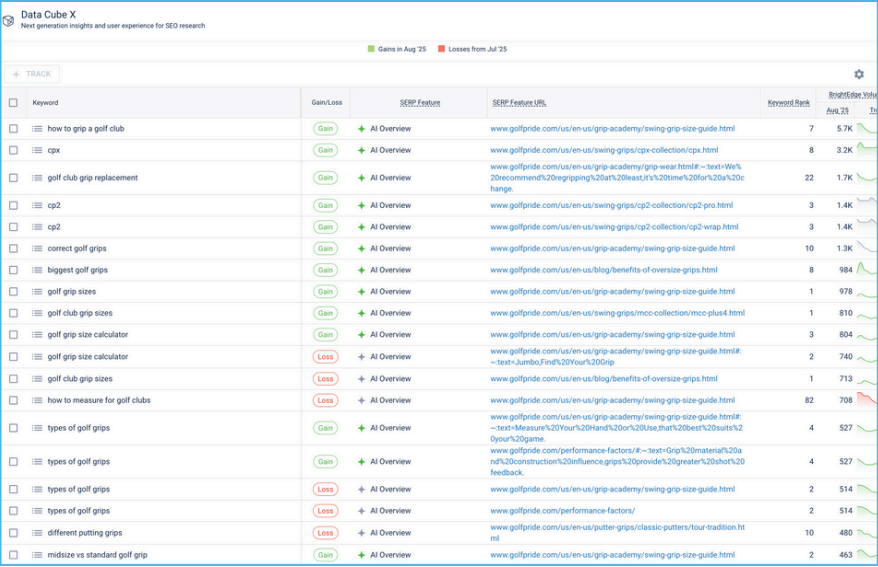 Data Cube X
Next generation insights and user experience for SEO research
Gains in Aug '25 Losses from Jul '25
+ TRACK
BrightEdge Volu
Keyword Gain/Loss SERP Feature SERP Feature URL Keyword Rank
Aug '25 Tr
how to grip a golf club Gain AI Overview www.golfpride.com/us/en-us/grip-academy/swing-grip-size-guide.html 7 5.7K
cpx Gain AI Overview www.golfpride.com/us/en-us/swing-grips/cpx-collection/cpx.html 8 3.2K
www.golfpride.com/us/en-us/grip-academy/grip-wear.html#:~:text=We%
golf club grip replacement Gain AI Overview 20recommend%20regripping%20at%20least,it's%20time%20for%20a%20c 22 1.7K
hange.
cp2 Gain AI Overview www.golfpride.com/us/en-us/swing-grips/cp2-collection/cp2-pro.html 3 1.4K
cp2 Gain AI Overview www.golfpride.com/us/en-us/swing-grips/cp2-collection/cp2-wrap.html 3 1.4K
correct golf grips Gain AI Overview www.golfpride.com/us/en-us/grip-academy/swing-grip-size-guide.html 10 1.3K
biggest golf grips Gain AI Overview www.golfpride.com/us/en-us/blog/benefits-of-oversize-grips.html 8 984
golf grip sizes Gain AI Overview www.golfpride.com/us/en-us/grip-academy/swing-grip-size-guide.html 1 978
golf club grip sizes Gain AI Overview www.golfpride.com/us/en-us/swing-grips/mcc-collection/mcc-plus4.html 1 810
golf grip size calculator Gain AI Overview www.golfpride.com/us/en-us/grip-academy/swing-grip-size-guide.html 3 804
www.golfpride.com/us/en-us/grip-academy/swing-grip-size-guide.html#:
golf grip size calculator Loss AI Overview 2 740
~:text=Jumbo,Find%20Your%20Grip
golf club grip sizes Loss AI Overview www.golfpride.com/us/en-us/blog/benefits-of-oversize-grips.html 1 713
how to measure for golf clubs Loss AI Overview www.golfpride.com/us/en-us/grip-academy/swing-grip-size-guide.html 82 708
www.golfpride.com/us/en-us/grip-academy/swing-grip-size-guide.html#:
types of golf grips Gain AI Overview ~:text=Measure%20Your%20Hand%20or%20Use,that%20best%20suits%2 4 527
0your%20game.
www.golfpride.com/performance-factors/#:~:text=Grip%20material%20a
types of golf grips Gain AI Overview nd%20construction%20influence,grips%20provide%20greater%20shot%20 4 527
feedback.
types of golf grips Loss AI Overview www.golfpride.com/us/en-us/grip-academy/swing-grip-size-guide.html 2 514
types of golf grips Loss AI Overview www.golfpride.com/performance-factors/ 2 514
www.golfpride.com/us/en-us/putter-grips/classic-putters/tour-tradition.ht
different putting grips Loss AI Overview 10 480
ml
midsize vs standard golf grip Gain AI Overview www.golfpride.com/us/en-us/grip-academy/swing-grip-size-guide.html 2 463